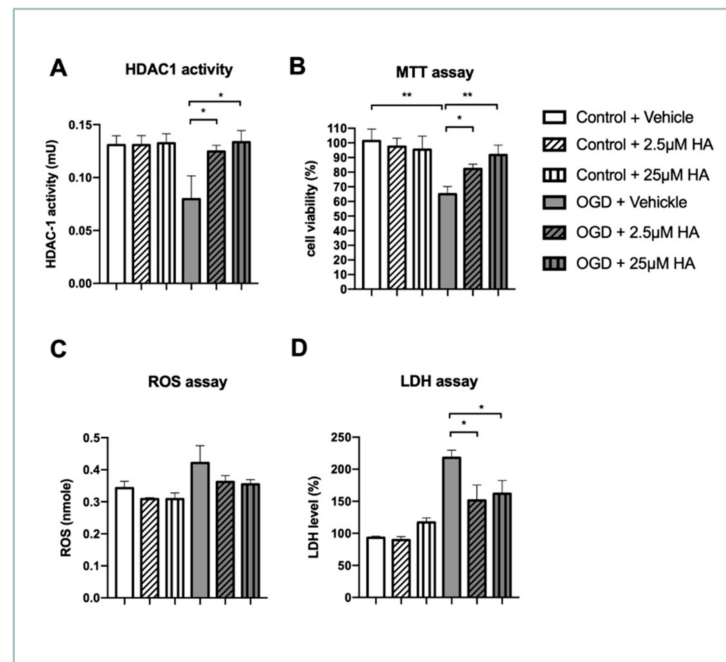 A
HDAC1 activity
*
*
0.15
0.10
0.05
0.00
HDAC-1 activity (mU)
B
MTT assay
**
**
*
110
100
90
80
70
60
50
40
30
20
10
0
cell viability (%)
Control + Vehicle
Control + 2.5µM HA
Control + 25µM HA
OGD + Vehickle
OGD + 2.5µM HA
OGD + 25µM HA
C
ROS assay
0.5
0.4
0.3
0.2
0.1
0.0
ROS (nmole)
D
LDH assay
*
*
250
200
150
100
50
0
LDH level (%)